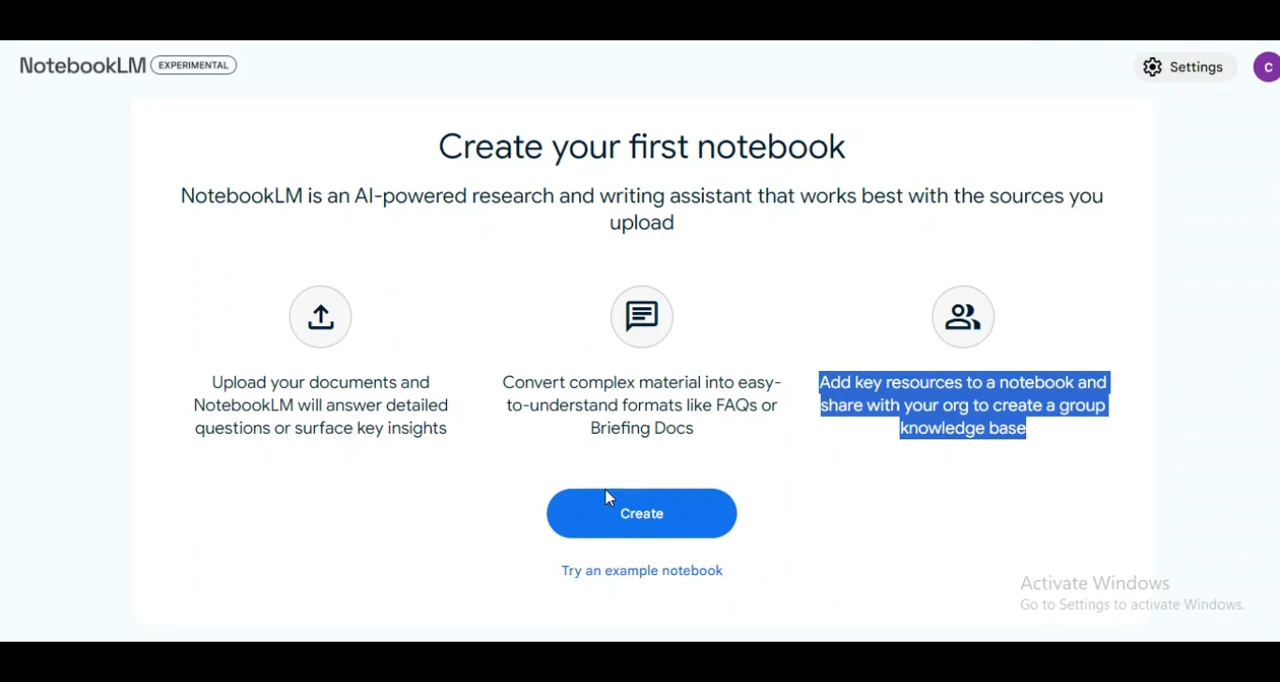 NotebookLM EXPERIMENTAL
Settings
C
Create your first notebook
NotebookLM is an AI-powered research and writing assistant that works best with the sources you
upload
Upload your documents and
NotebookLM will answer detailed
questions or surface key insights
Convert complex material into easy-
to-understand formats like FAQs or
Briefing Docs
Add key resources to a notebook and
share with your org to create a group
knowledge base
Create
Try an example notebook
Activate Windows
Go to Settings to activate Windows.